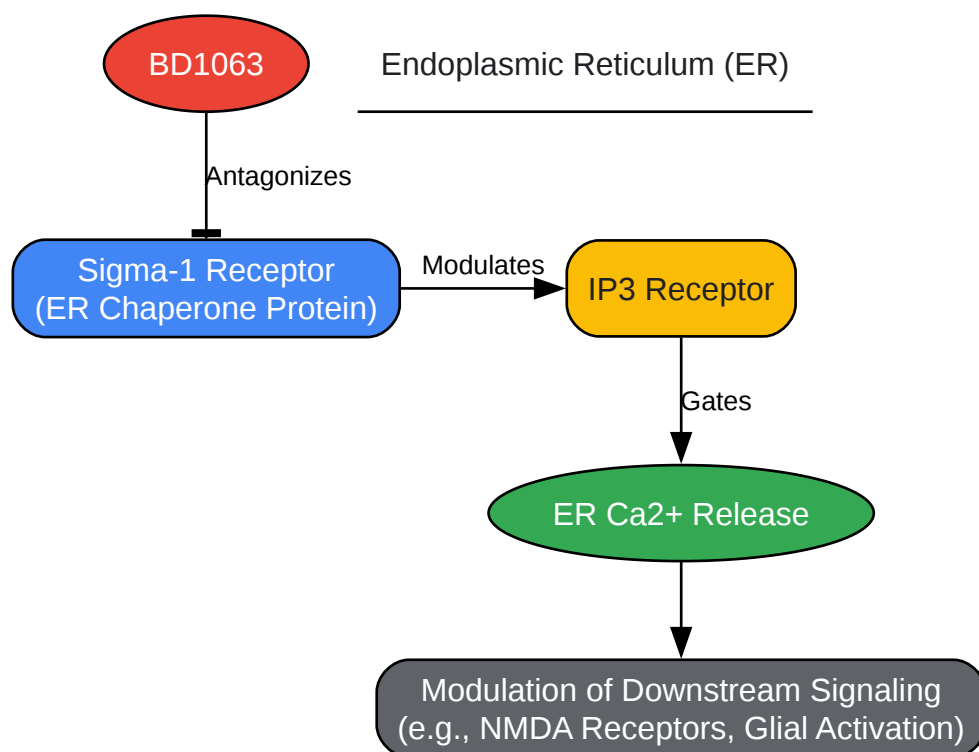 BD1063
Endoplasmic Reticulum (ER)
Antagonizes
Sigma-1 Receptor
(ER Chaperone Protein)
Modulates
IP3 Receptor
Gates
ER Ca2+ Release
Modulation of Downstream Signaling
(e.g., NMDA Receptors, Glial Activation)